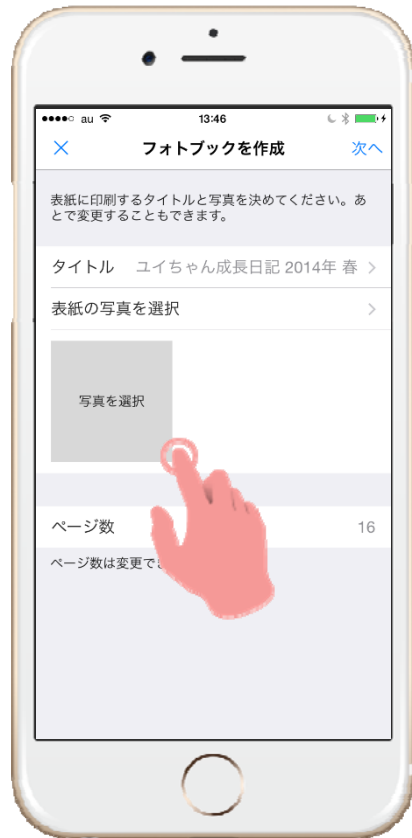 au 13:46
フォトブックを作成 次へ
表紙に印刷するタイトルと写真を決めてください。あ
とで変更することもできます。
タイトル ユイちゃん成長日記 2014年 春
表紙の写真を選択
写真を選択
ページ数 16
ページ数は変更で